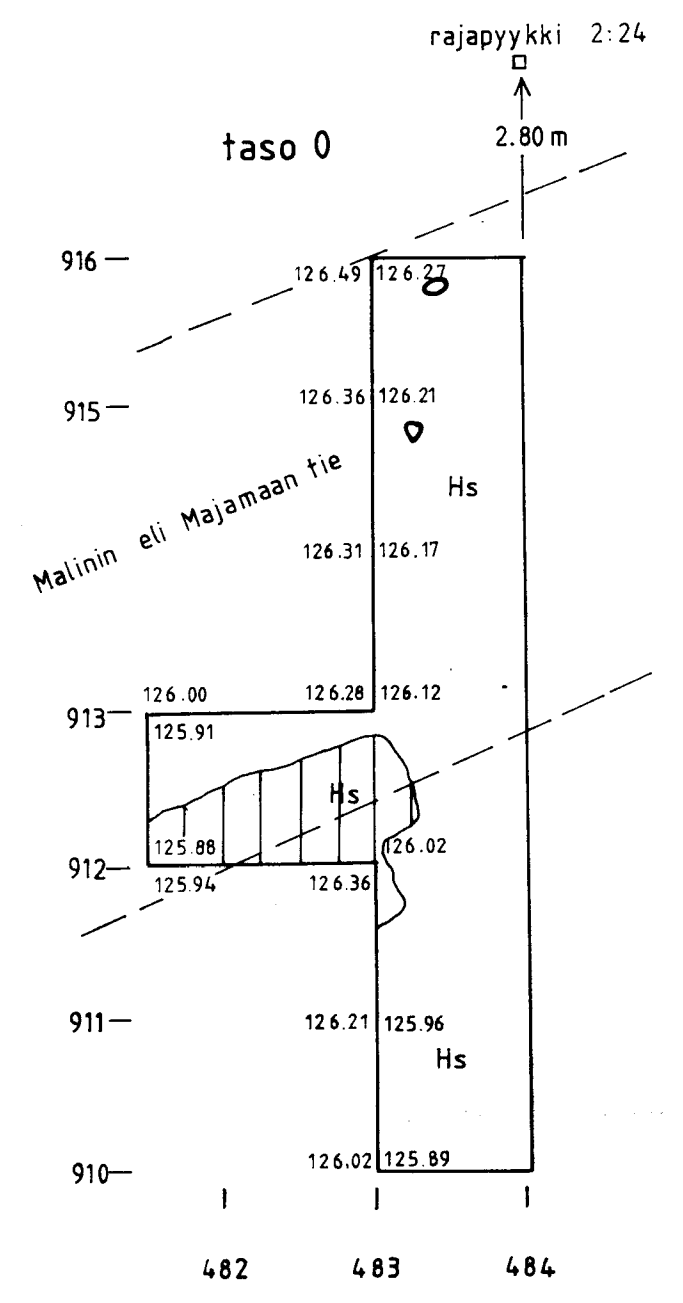 rajapyykki 2:24
2.80 m
taso 0
916
126.49 126.27
915
126.36 126.21
Malinin eli Majamaan tie
Hs
126.31 126.17
126.00 126.28 126.12
913
125.91
Hs
125.88 126.02
912
125.94 126.36
911
126.21 125.96
Hs
126.02 125.89
910
482 483 484